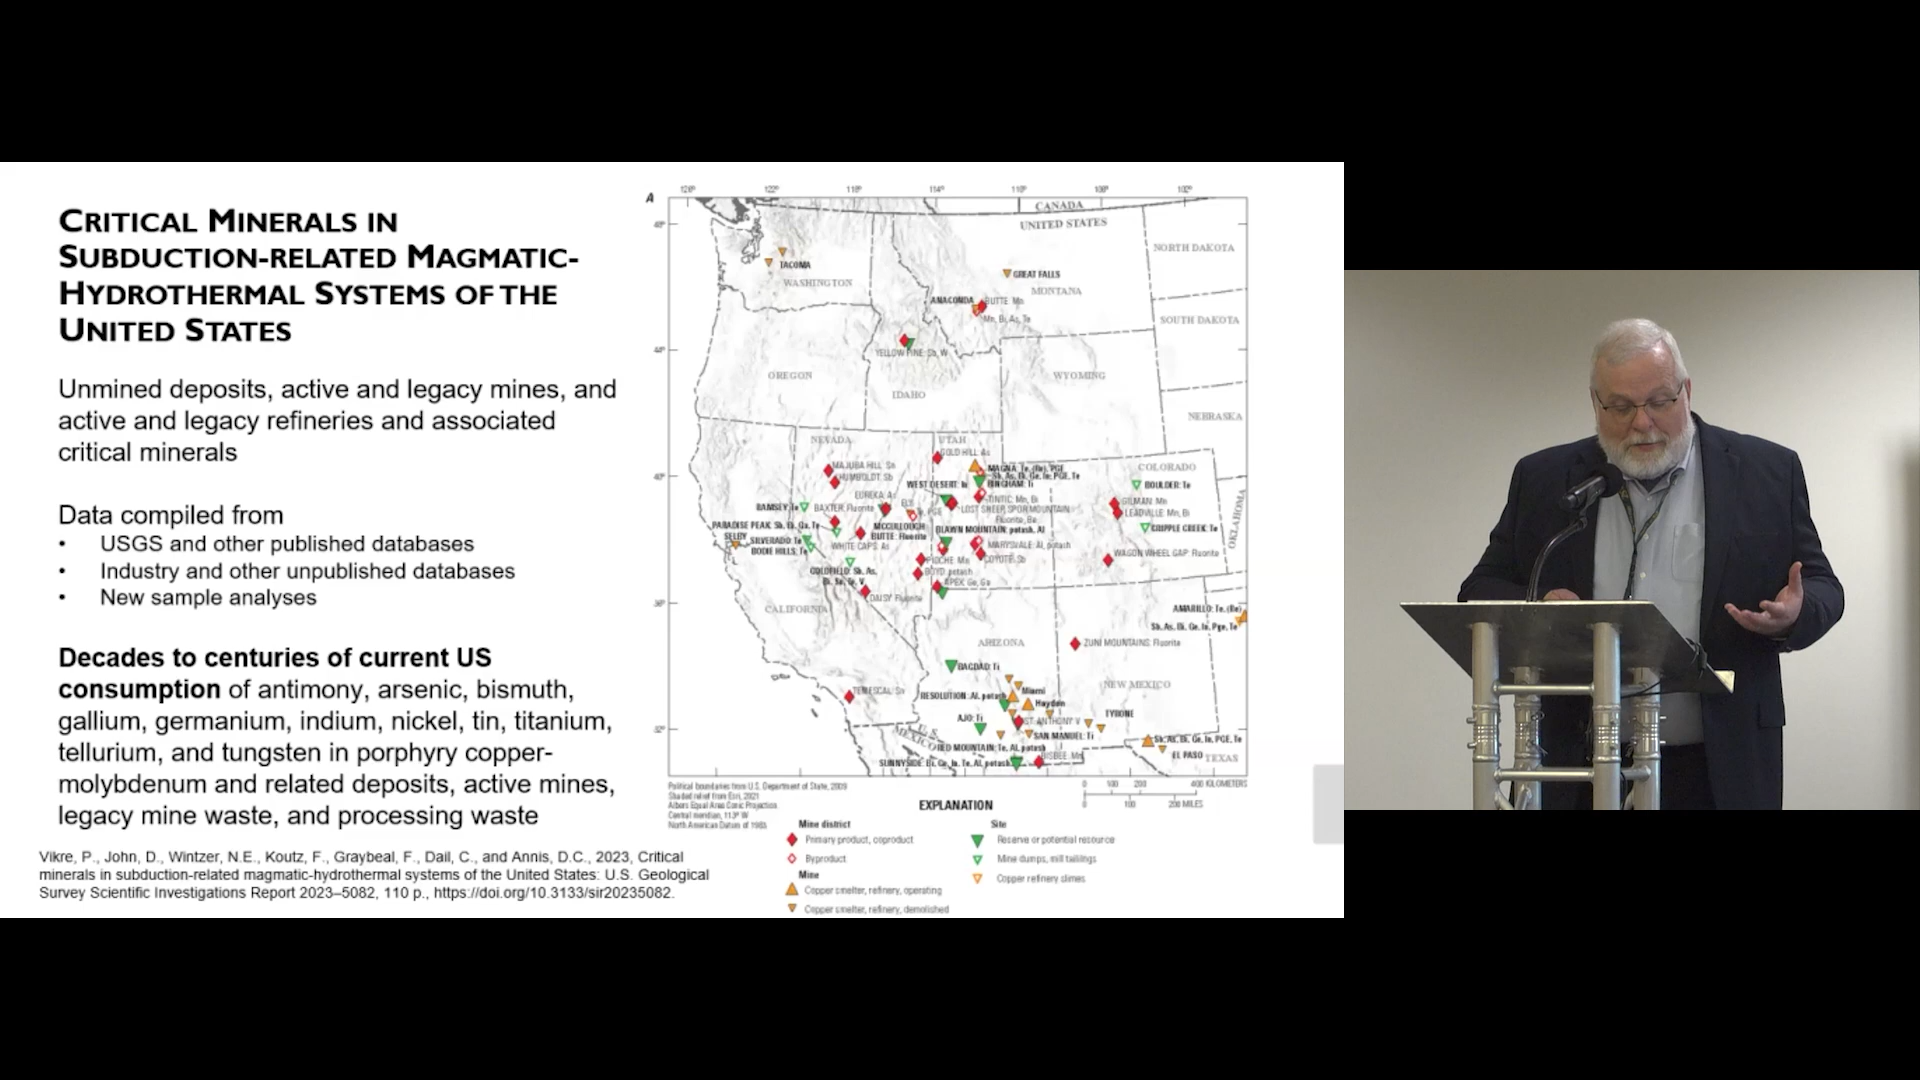 CRITICAL MINERALS IN
SUBDUCTION-RELATED MAGMATIC-
HYDROTHERMAL SYSTEMS OF THE
UNITED STATES
Unmined deposits, active and legacy mines, and
active and legacy refineries and associated
critical minerals
Data compiled from
• USGS and other published databases
• Industry and other unpublished databases
• New sample analyses
Decades to centuries of current US
consumption of antimony, arsenic, bismuth,
gallium, germanium, indium, nickel, tin, titanium,
tellurium, and tungsten in porphyry copper-
molybdenum and related deposits, active mines,
legacy mine waste, and processing waste
Vikre, P., John, D., Wintzer, N.E., Koutz, F., Graybeal, F., Dail, C., and Annis, D.C., 2023, Critical
minerals in subduction-related magmatic-hydrothermal systems of the United States: U.S. Geological
Survey Scientific Investigations Report 2023–5082, 110 p., https://doi.org/10.3133/sir20235082.
A
122° 118° 114° 110° 102°
CANADA
UNITED STATES
NORTH DAKOTA
TACOMA
GREAT FALLS
WASHINGTON
MONTANA
ANACONDA
BUTTE: Mn
Mn, Bi, As, Te
SOUTH DAKOTA
YELLOW PINE: Sb, W
OREGON
WYOMING
IDAHO
NEBRASKA
NEVADA
UTAH
GOLD HILL: As
MAJUBA HILL: Sn
HUMBOLDT: Sb
MAGNA: Te, (Re), PGE
Sb, As, Bi, Ge, In, PGE, Te
COLORADO
WEST DESERT: In
BINGHAM: Ti
BOULDER: Te
EUREKA: As
TINTIC: Mn, Bi
GILMAN: Mn
RAMSEY: Te
BAXTER: Fluorite
LOST SHEEP, SPOR MOUNTAIN:
Fluorite, Be
LEADVILLE: Mn, Bi
PARADISE PEAK: Sb, Bi, Ga, Te
MCCULLOUGH
BUTTE: Fluorite
BLAWN MOUNTAIN: potash, Al
CRIPPLE CREEK: Te
OKLAHOMA
SELBY
SILVERADO: Te
BODIE HILLS: Te
WHITE CAPS: As
MARYSVALE: Al, potash
COYOTE: Sb
PIOCHE: Mn
WAGON WHEEL GAP: Fluorite
GOLDFIELD: Sb, As,
BOYD: potash
APEX: Ge, Ga
DAISY: Fluorite
CALIFORNIA
AMARILLO: Te, (Re)
Sb, As, Bi, Ge, In, Pge, Te
ARIZONA
ZUNI MOUNTAINS: Fluorite
BAGDAD: Ti
TEMESCAL: Sn
NEW MEXICO
RESOLUTION: Al, potash
Miami
Hayden
AJO: Ti
ST. ANTHONY: V
TYRONE
SAN MANUEL: Ti
U.S.
MEXICO
RED MOUNTAIN: Te, Al, potash
Sb, As, Bi, Ge, In, PGE, Te
SUNNYSIDE: Bi, Ge, In, Te, Al, potash
BISBEE: Mn
EL PASO
TEXAS
Political boundaries from U.S. Department of State, 2009
Shaded relief from Esri, 2021
Albers Equal Area Conic Projection
Central meridian, 113° W
North American Datum of 1983
0 100 200 400 KILOMETERS
0 100 200 MILES
EXPLANATION
Mine district
Primary product, coproduct
Byproduct
Mine
Copper smelter, refinery, operating
Copper smelter, refinery, demolished
Site
Reserve or potential resource
Mine dumps, mill tailings
Copper refinery slimes